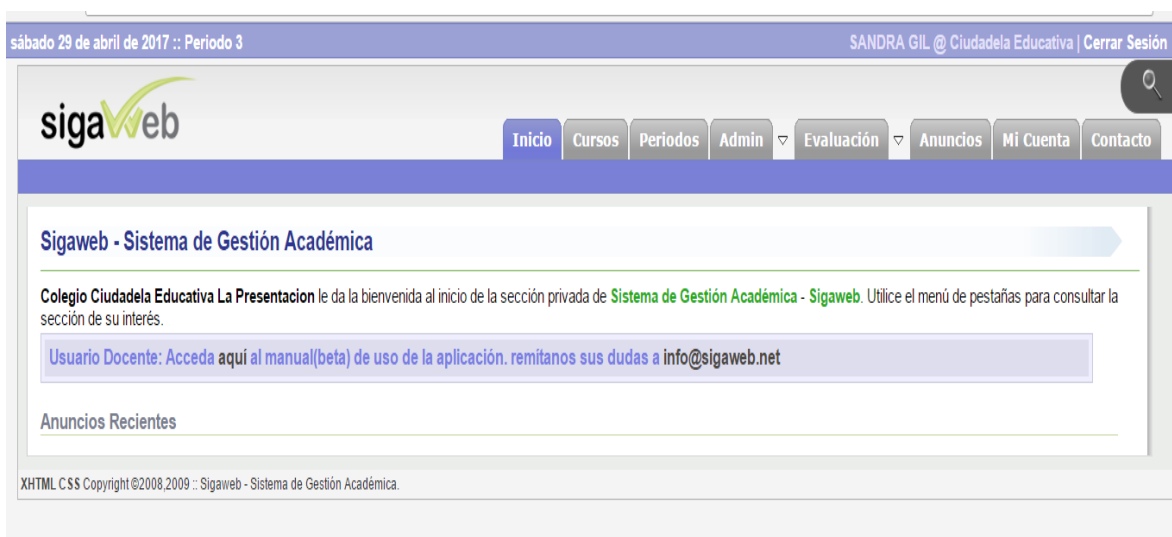 sábado 29 de abril de 2017 :: Periodo 3
SANDRA GIL @ Ciudadela Educativa | Cerrar Sesión
sigaweb
Inicio Cursos Periodos Admin Evaluación Anuncios Mi Cuenta Contacto
Sigaweb - Sistema de Gestión Académica
Colegio Ciudadela Educativa La Presentacion le da la bienvenida al inicio de la sección privada de Sistema de Gestión Académica - Sigaweb. Utilice el menú de pestañas para consultar la
sección de su interés.
Usuario Docente: Acceda aquí al manual(beta) de uso de la aplicación. remítanos sus dudas a info@sigaweb.net
Anuncios Recientes
XHTML CSS Copyright ©2008,2009 :: Sigaweb - Sistema de Gestión Académica.